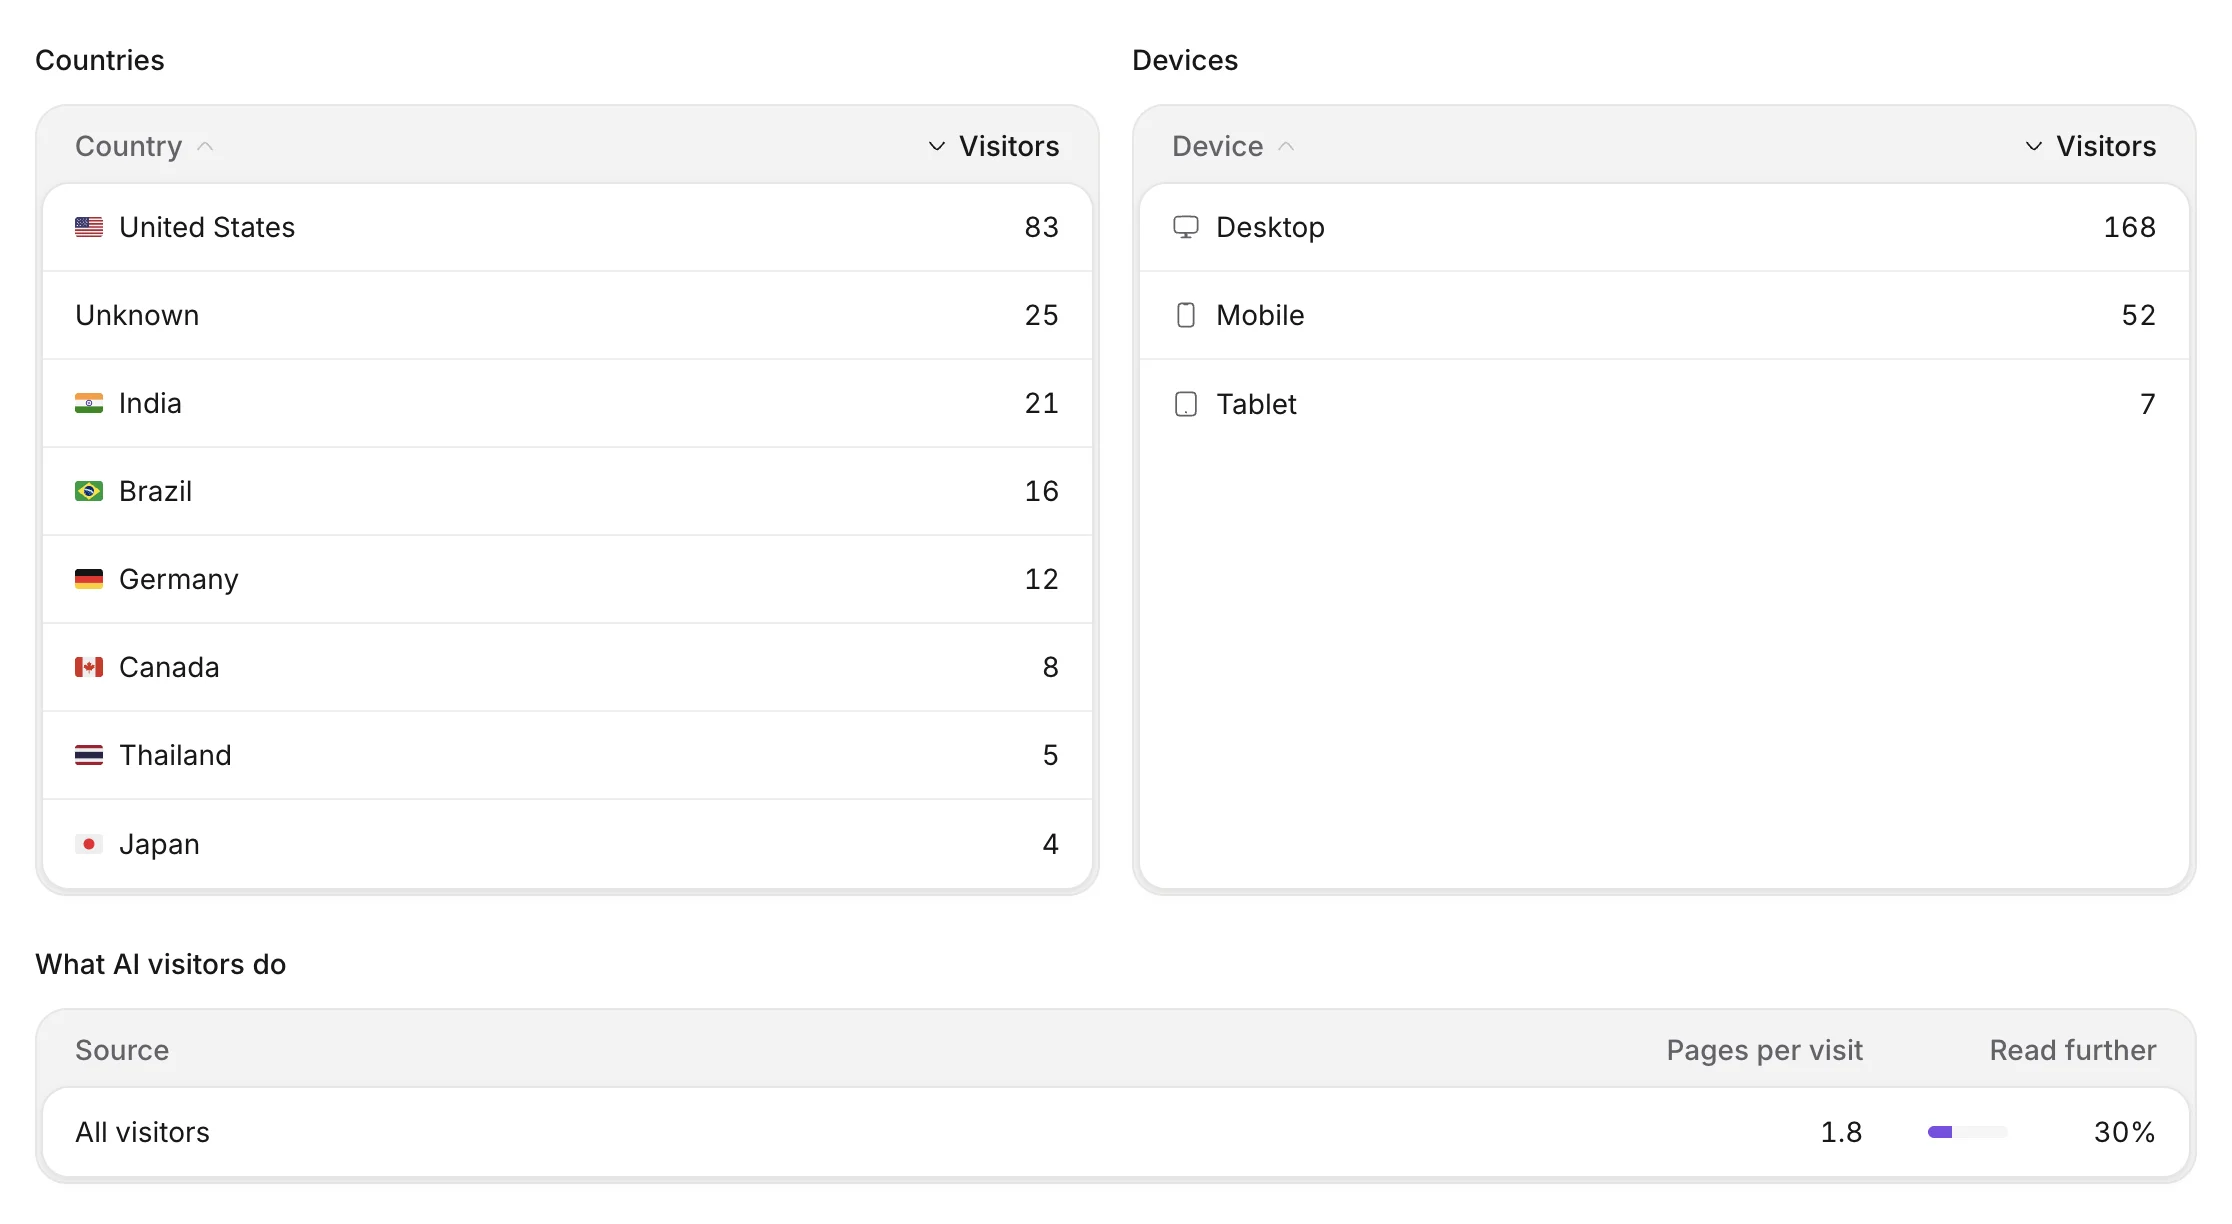 Countries
Country Visitors
United States 83
Unknown 25
India 21
Brazil 16
Germany 12
Canada 8
Thailand 5
Japan 4
Devices
Device Visitors
Desktop 168
Mobile 52
Tablet 7
What AI visitors do
Source Pages per visit Read further
All visitors 1.8 30%